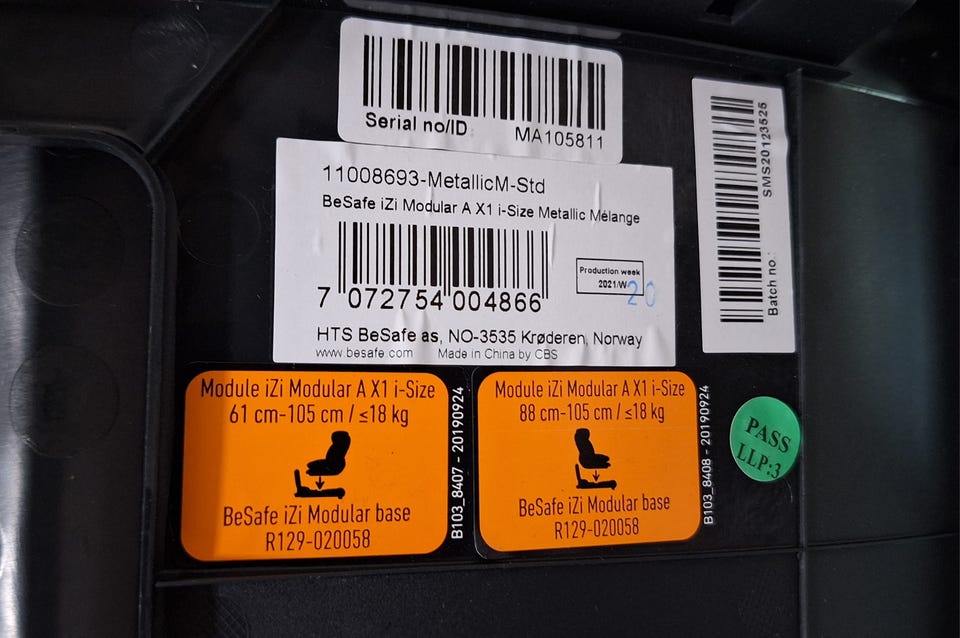 Serial no/ID MA105811
11008693-MetallicM-Std
BeSafe iZi Modular A X1 i-Size Metallic Mélange
Production week
2021/W 20
7 072754 004866
HTS BeSafe as, NO-3535 Krøderen, Norway
www.besafe.com Made in China by CBS
Batch no.: SMS20123525
Module iZi Modular A X1 i-Size
61 cm-105 cm / ≤18 kg
BeSafe iZi Modular base
R129-020058
B103_8407 - 20190924
Module iZi Modular A X1 i-Size
88 cm-105 cm / ≤18 kg
BeSafe iZi Modular base
R129-020058
B103_8408 - 20190924
PASS
LLP:3